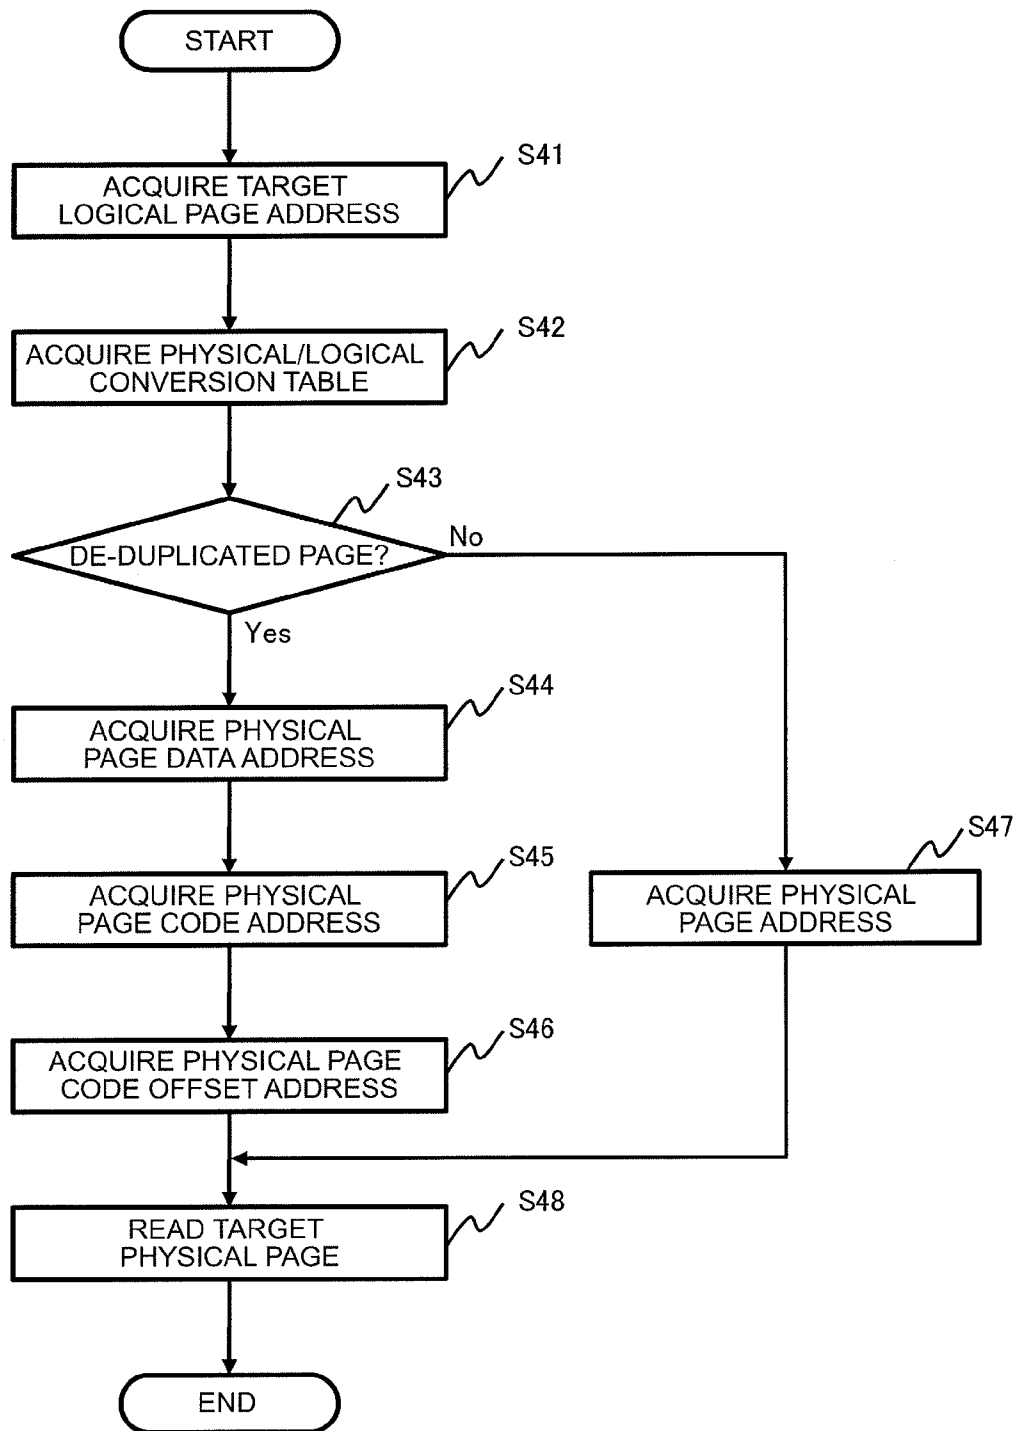 START
S41
ACQUIRE TARGET
LOGICAL PAGE ADDRESS
S42
ACQUIRE PHYSICAL/LOGICAL
CONVERSION TABLE
S43
DE-DUPLICATED PAGE?
No
Yes
S44
ACQUIRE PHYSICAL
PAGE DATA ADDRESS
S45
ACQUIRE PHYSICAL
PAGE CODE ADDRESS
S47
ACQUIRE PHYSICAL
PAGE ADDRESS
S46
ACQUIRE PHYSICAL PAGE
CODE OFFSET ADDRESS
S48
READ TARGET
PHYSICAL PAGE
END